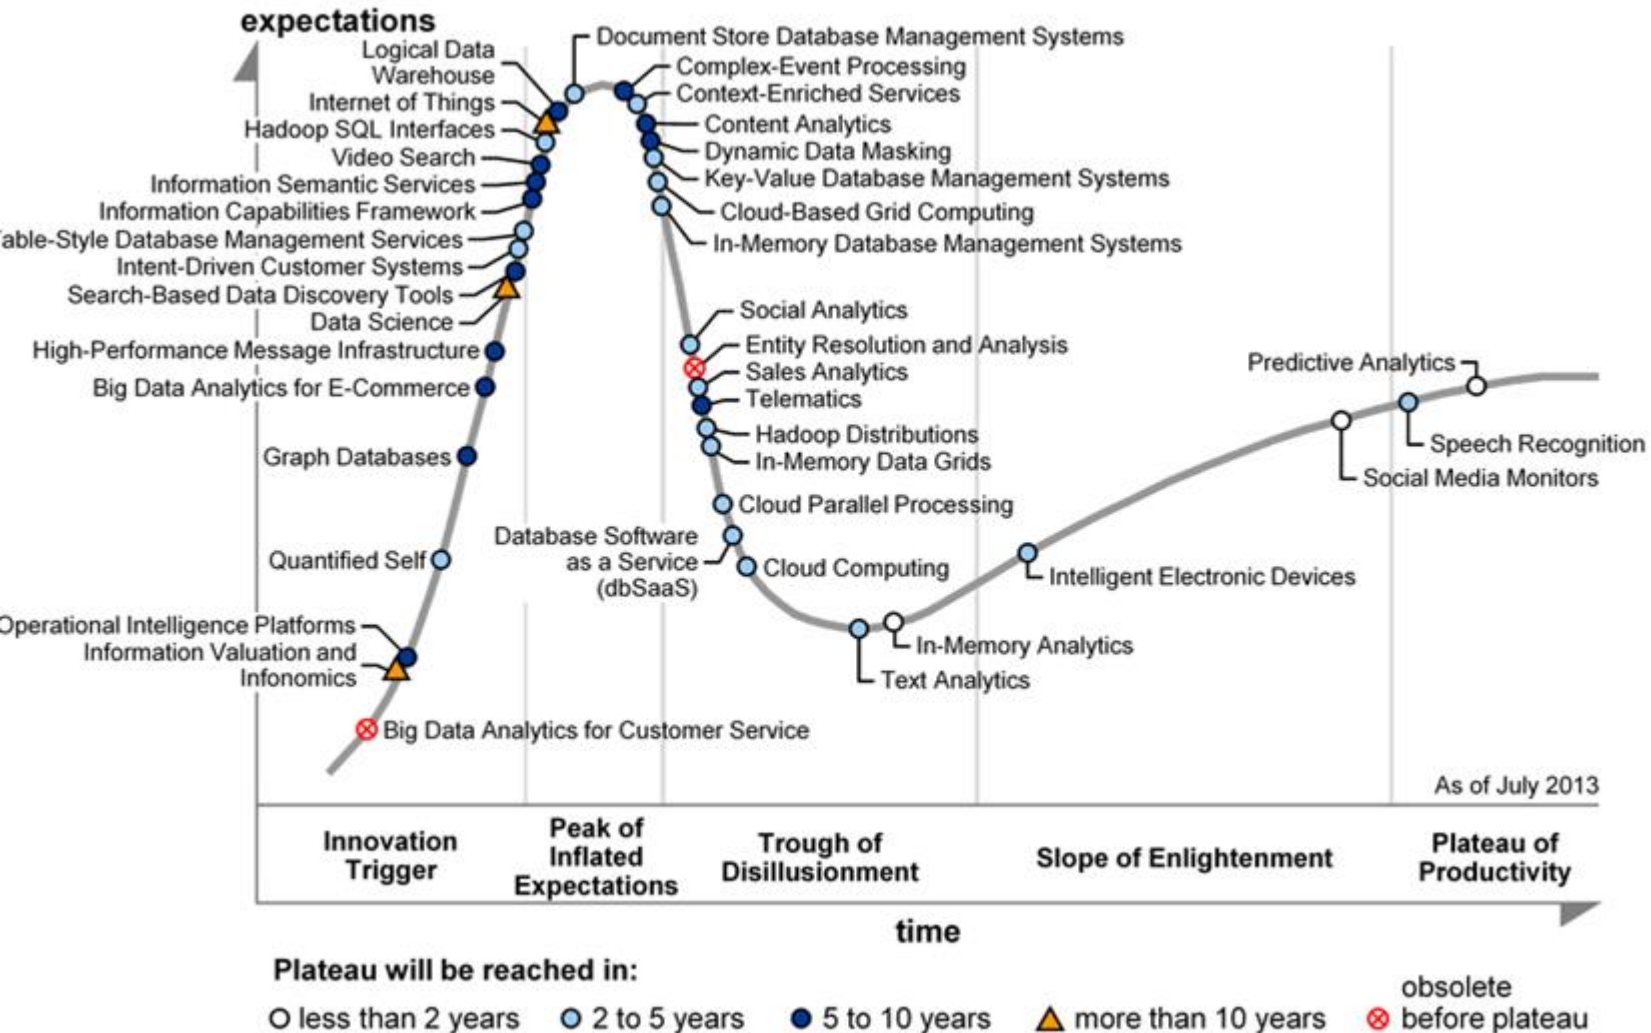 expectations
Logical Data
Warehouse
Internet of Things
Hadoop SQL Interfaces
Video Search
Information Semantic Services
Information Capabilities Framework
Database Management Services
Intent-Driven Customer Systems
Search-Based Data Discovery Tools
Data Science
High-Performance Message Infrastructure
Big Data Analytics for E-Commerce
Graph Databases
Quantified Self
Operational Intelligence Platforms
Information Valuation and
Infonomics
Big Data Analytics for Customer Service
Document Store Database Management Systems
Complex-Event Processing
Context-Enriched Services
Content Analytics
Dynamic Data Masking
Key-Value Database Management Systems
Cloud-Based Grid Computing
In-Memory Database Management Systems
Social Analytics
Entity Resolution and Analysis
Sales Analytics
Telematics
Hadoop Distributions
In-Memory Data Grids
Cloud Parallel Processing
Database Software
as a Service
(dbSaaS)
Cloud Computing
In-Memory Analytics
Text Analytics
Intelligent Electronic Devices
Predictive Analytics
Speech Recognition
Social Media Monitors
As of July 2013
Innovation
Trigger
Peak of
Inflated
Expectations
Trough of
Disillusionment
Slope of Enlightenment
Plateau of
Productivity
time
Plateau will be reached in:
less than 2 years
2 to 5 years
5 to 10 years
more than 10 years
obsolete
before plateau